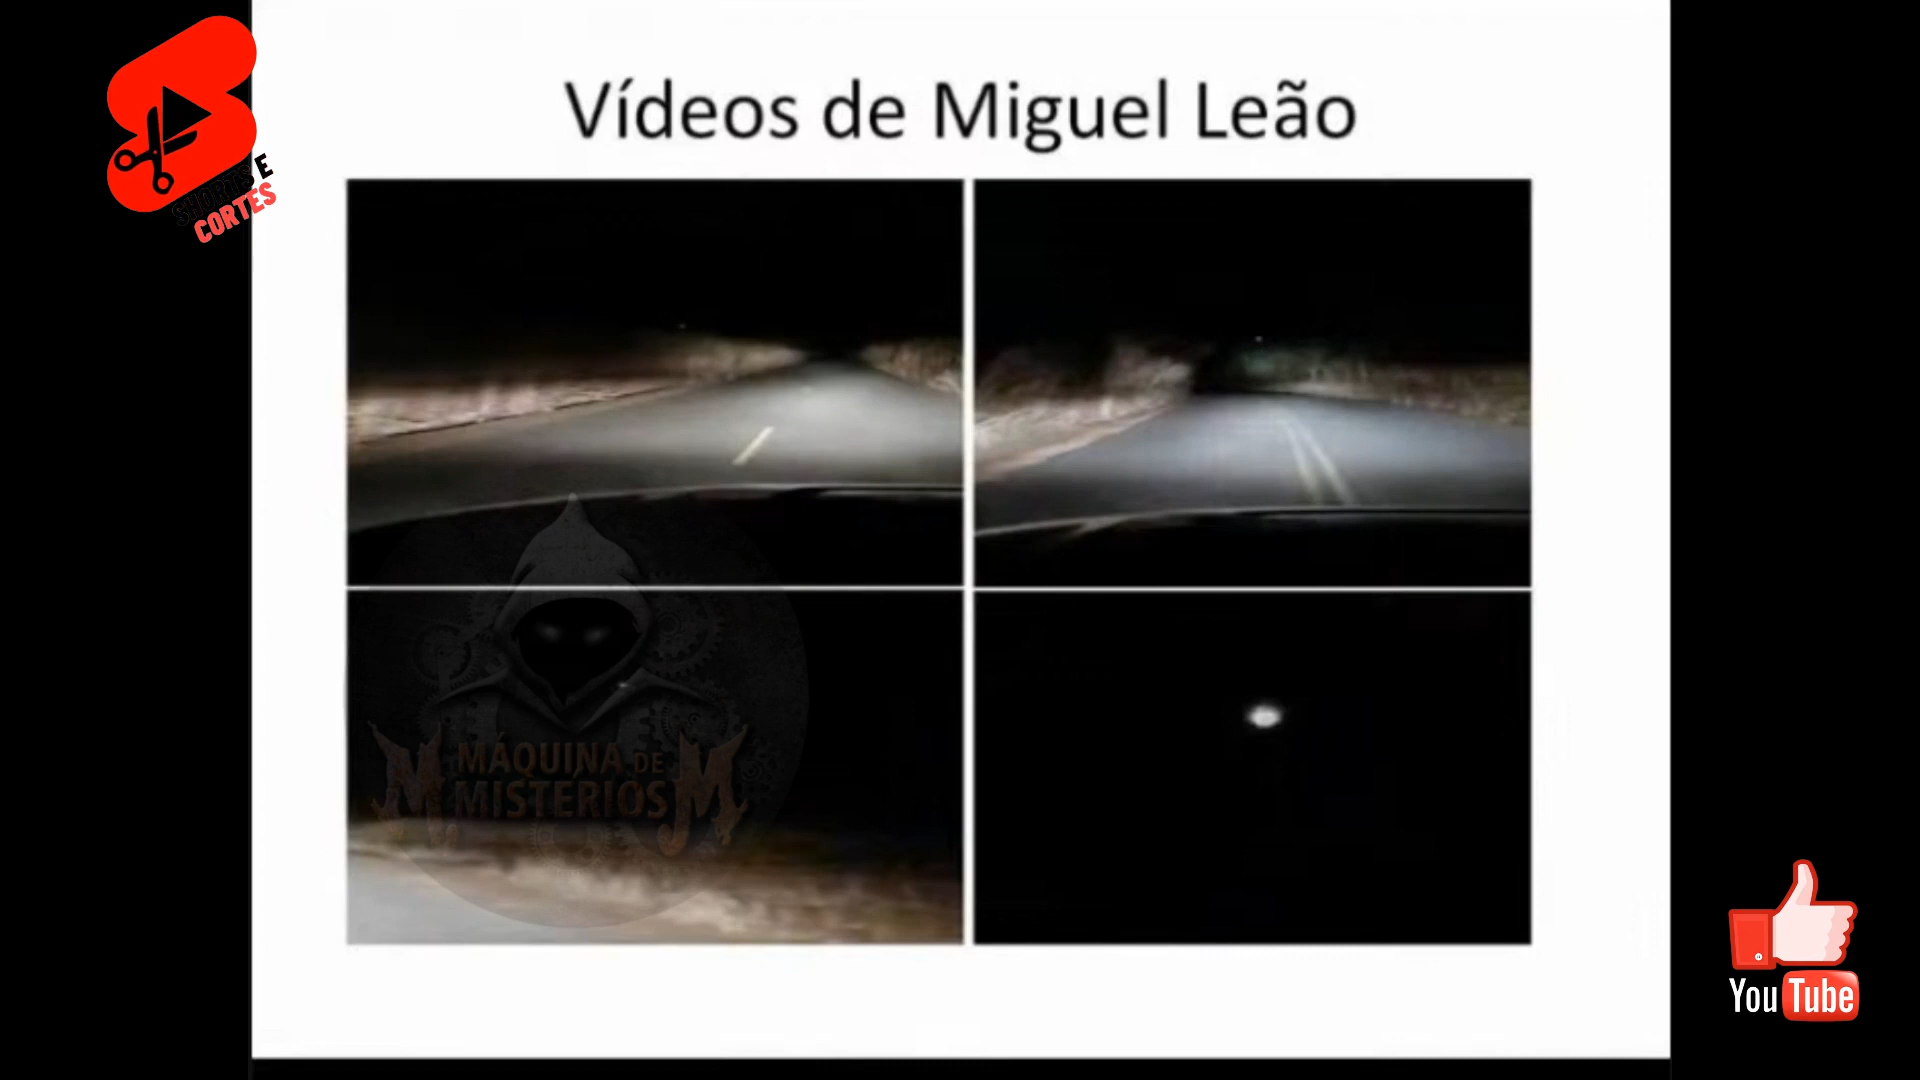 Vídeos de Miguel Leão
SHORTS E
CORTES
MÁQUINA DE
MISTÉRIOS
You Tube